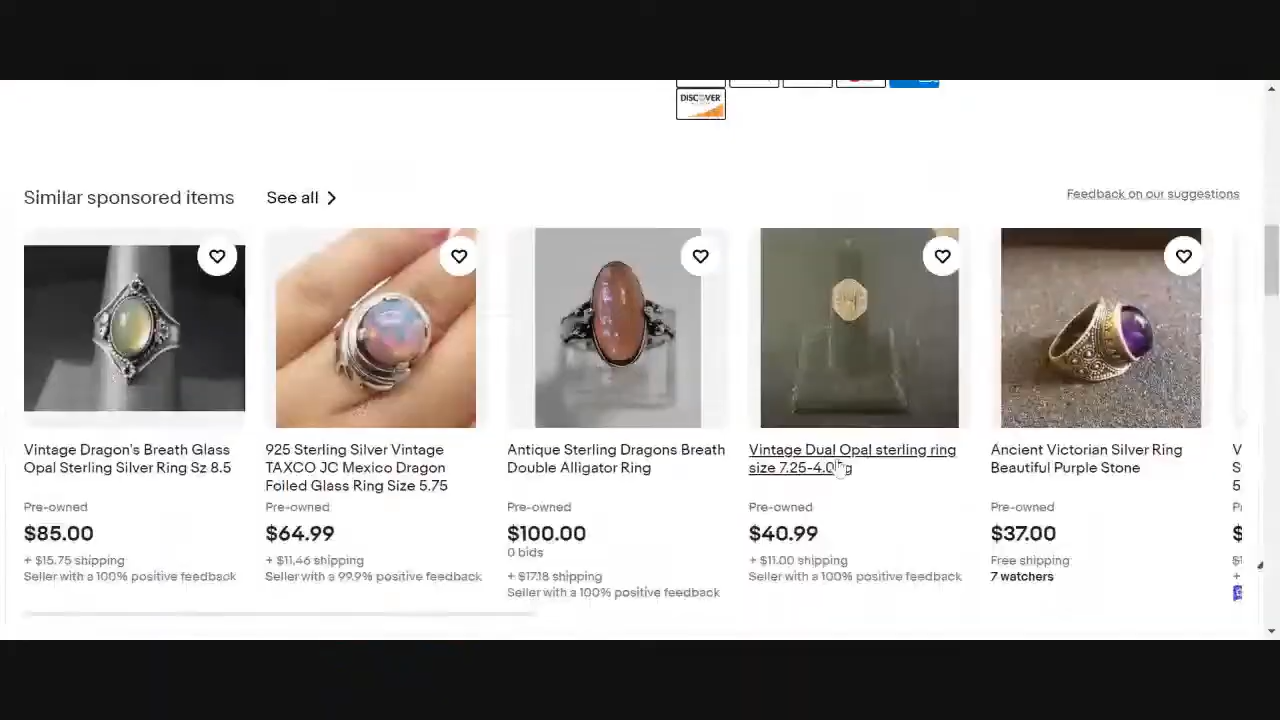 DISCOVER
Similar sponsored items
See all
Feedback on our suggestions
Vintage Dragon's Breath Glass
Opal Sterling Silver Ring Sz 8.5
Pre-owned
$85.00
+ $15.75 shipping
Seller with a 100% positive feedback
925 Sterling Silver Vintage
TAXCO JC Mexico Dragon
Foiled Glass Ring Size 5.75
Pre-owned
$64.99
+ $11.46 shipping
Seller with a 99.9% positive feedback
Antique Sterling Dragons Breath
Double Alligator Ring
Pre-owned
$100.00
0 bids
+ $17.18 shipping
Seller with a 100% positive feedback
Vintage Dual Opal sterling ring
size
Pre-owned
$40.99
+ $11.00 shipping
Seller with a 100% positive feedback
Ancient Victorian Silver Ring
Beautiful Purple Stone
Pre-owned
$37.00
Free shipping
7 watchers
V
S
5
$
+